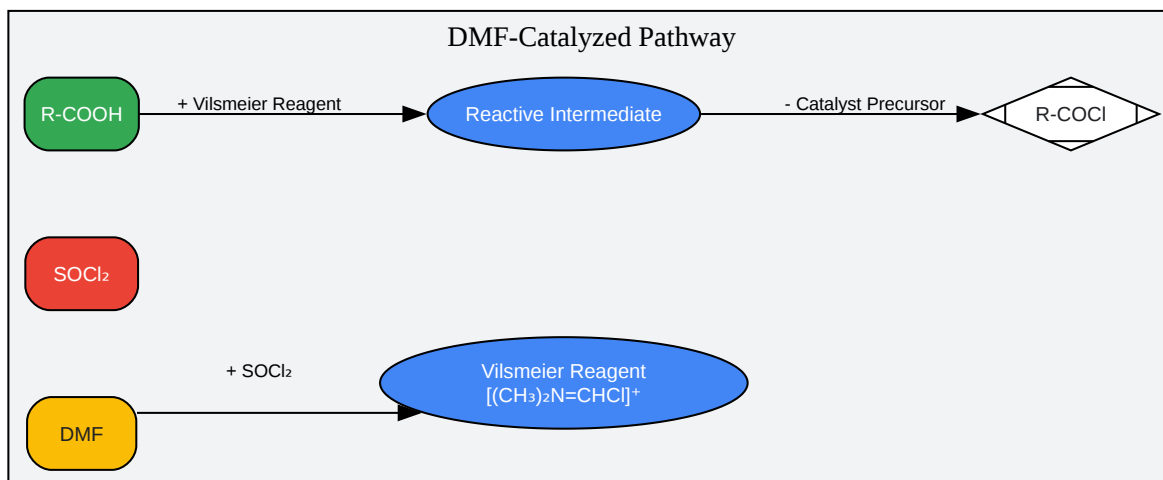 DMF-Catalyzed Pathway
R-COOH
+ Vilsmeier Reagent
Reactive Intermediate
- Catalyst Precursor
R-COCl
SOCl₂
+ SOCl₂
Vilsmeier Reagent
[(CH₃)₂N=CHCl]⁺
DMF